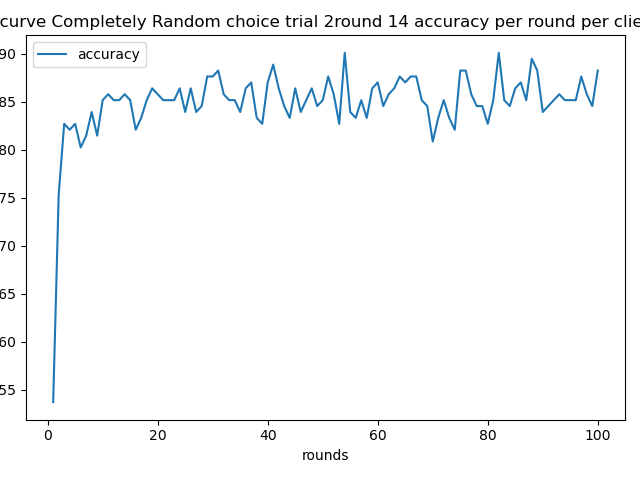 curve Completely Random choice trial 2round 14 accuracy per round per clie
accuracy
90
85
80
75
70
65
60
55
0 20 40 60 80 100
rounds